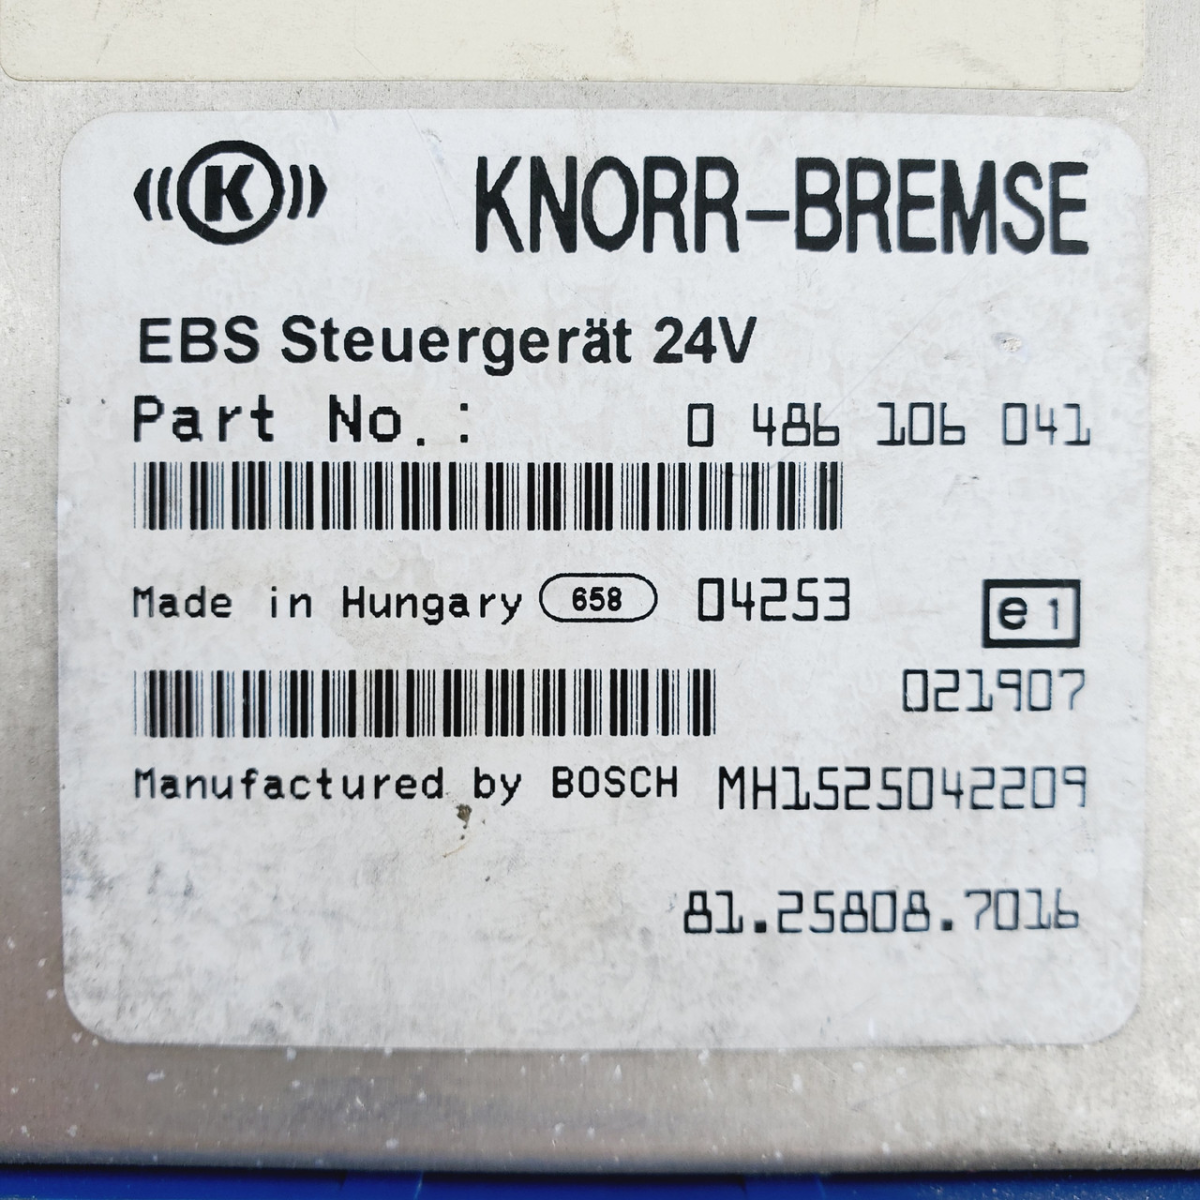 K KNORR-BREMSE
EBS Steuergerät 24V
Part No.: 0 486 106 041
Made in Hungary 658 04253 e1
021907
Manufactured by BOSCH MH1525042209
81.25808.7016